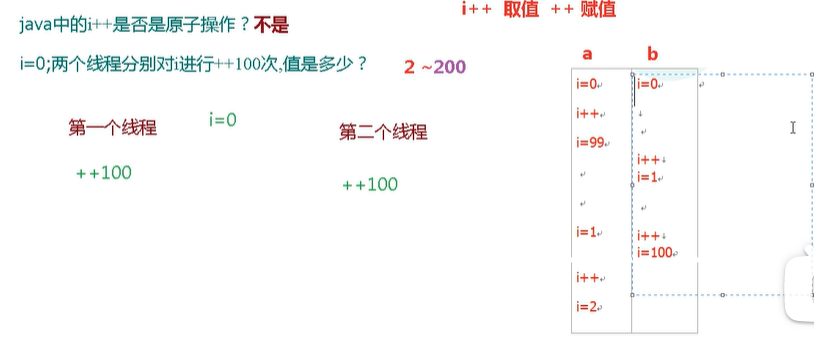 i++ 取值 ++ 赋值
java中的i++是否是原子操作？不是
i=0;两个线程分别对i进行++100次,值是多少？ 2 ~200
第一个线程 i=0 第二个线程
++100 ++100
a b
i=0 i=0
i++
i=99
i++
i=1
i=1 i++
i=100
i++
i=2